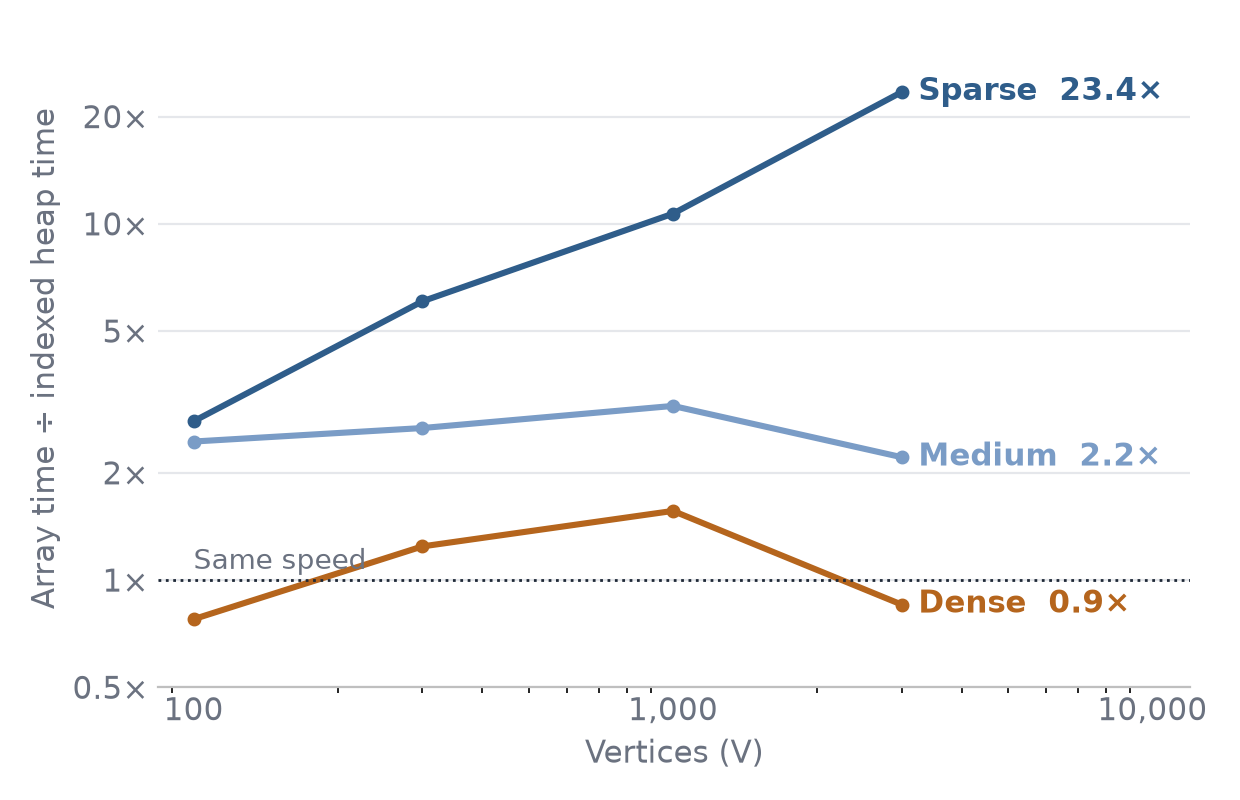 Array time ÷ indexed heap time
20×
10×
5×
2×
1×
0.5×
Sparse 23.4×
Medium 2.2×
Same speed
Dense 0.9×
100
1,000
10,000
Vertices (V)